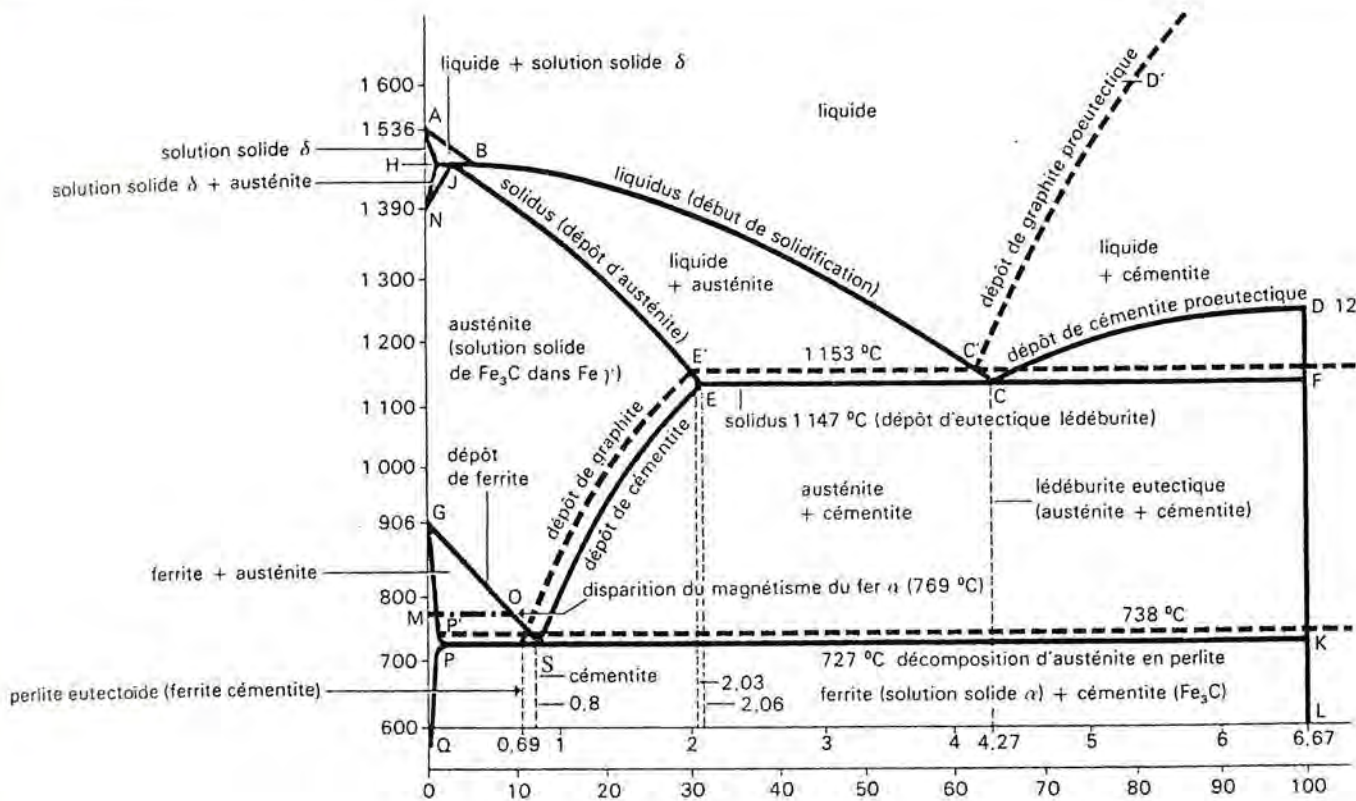 liquide + solution solide δ
1 600
D'
liquide
A
1 536
dépôt de graphite proeutectique
solution solide δ
B
H
solution solide δ + austénite
J
1 390
N
solidus (dépôt d'austénite)
liquidus (début de solidification)
liquide
+ austénite
liquide
+ cémentite
1 300
dépôt de cémentite proeutectique
D 12
austénite
(solution solide
de Fe₃C dans Fe γ)
1 200
E'
1 153 ºC
C'
F
E
C
1 100
solidus 1 147 ºC (dépôt d'eutectique lédéburite)
dépôt
de ferrite
1 000
dépôt de graphite
dépôt de cémentite
austénite
+ cémentite
lédéburite eutectique
(austénite + cémentite)
G
906
ferrite + austénite
disparition du magnétisme du fer α (769 ºC)
800
O
M
P'
738 ºC
P
S
K
700
727 ºC décomposition d'austénite en perlite
cémentite
perlite eutectoïde (ferrite cémentite)
0.8
2,03
2,06
ferrite (solution solide α) + cémentite (Fe₃C)
L
600
Q 0,69 1 2 3 4 4,27 5 6 6,67
0 10 20 30 40 50 60 70 80 90 100